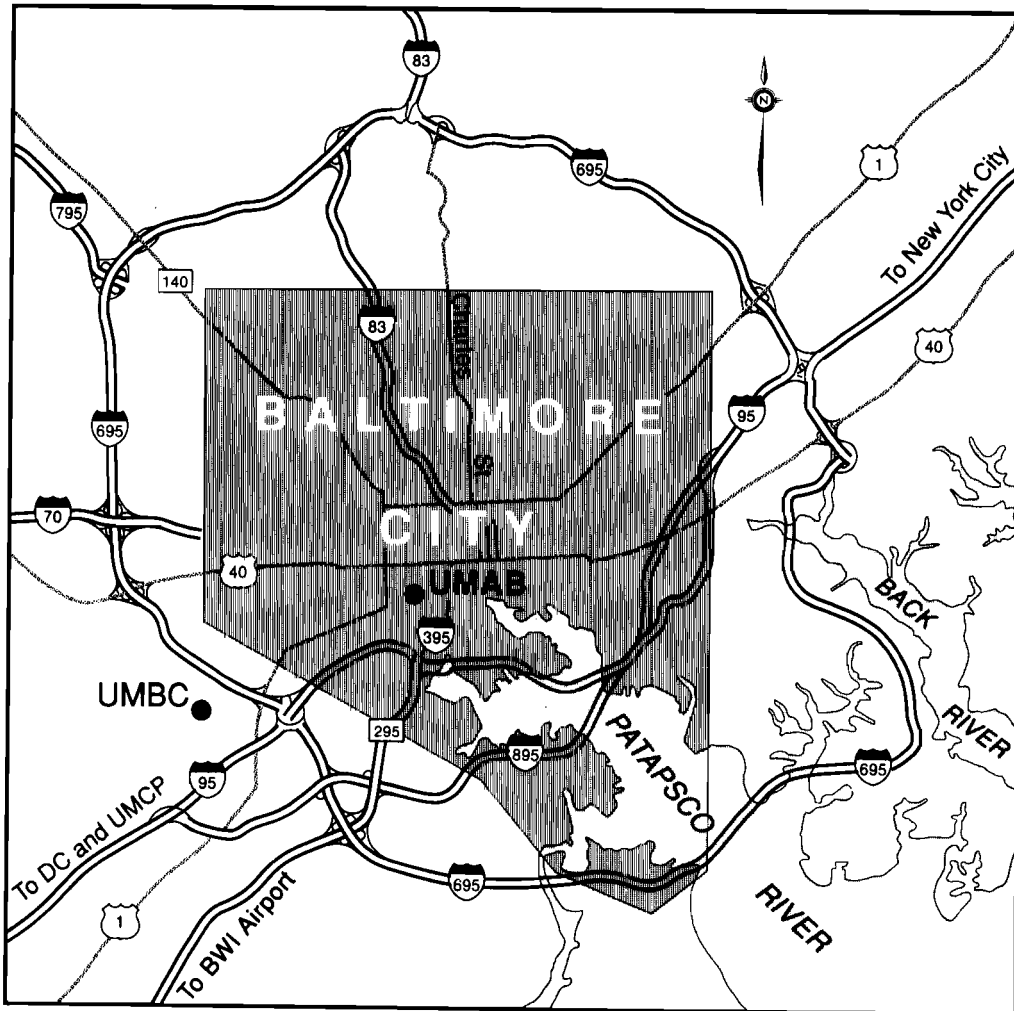 83
N
1
695
To New York City
795
140
83
Charles
40
BALTIMORE
95
695
St.
70
CITY
40
UMAB
BACK
395
UMBC
RIVER
295
PATAPSCO
895
695
95
To DC and UMCP
695
1
To BWI Airport
RIVER